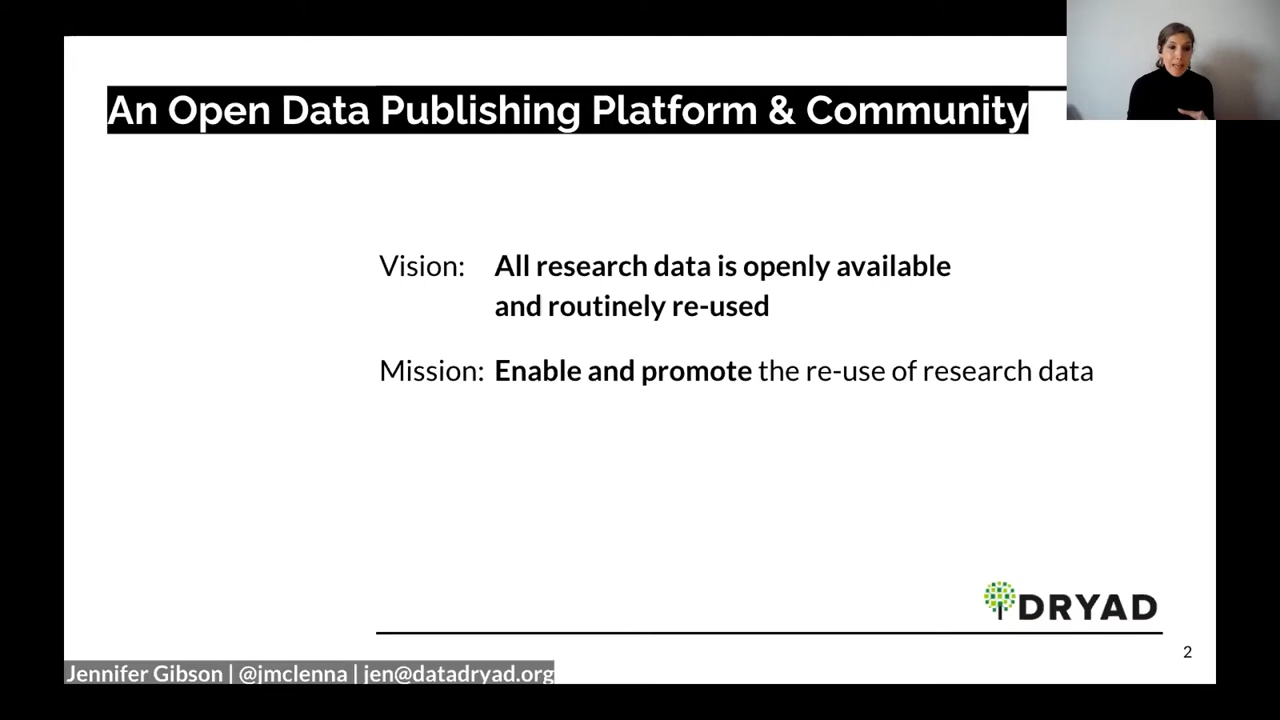 An Open Data Publishing Platform & Community
Vision: All research data is openly available
and routinely re-used
Mission: Enable and promote the re-use of research data
DRYAD
2
Jennifer Gibson | @jmclenna | jen@datadryad.org